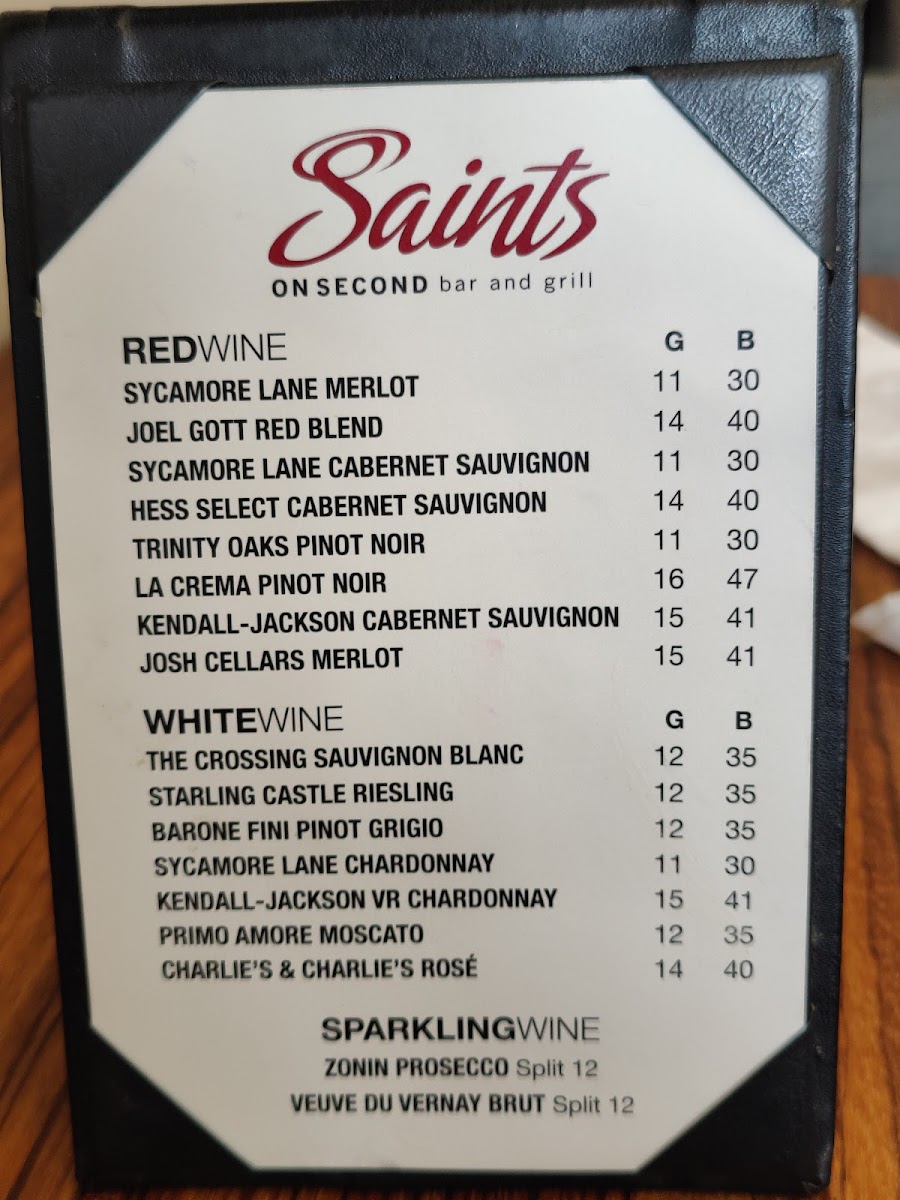 Saints
ON SECOND bar and grill
REDWINE G B
SYCAMORE LANE MERLOT 11 30
JOEL GOTT RED BLEND 14 40
SYCAMORE LANE CABERNET SAUVIGNON 11 30
HESS SELECT CABERNET SAUVIGNON 14 40
TRINITY OAKS PINOT NOIR 11 30
LA CREMA PINOT NOIR 16 47
KENDALL-JACKSON CABERNET SAUVIGNON 15 41
JOSH CELLARS MERLOT 15 41
WHITEWINE G B
THE CROSSING SAUVIGNON BLANC 12 35
STARLING CASTLE RIESLING 12 35
BARONE FINI PINOT GRIGIO 12 35
SYCAMORE LANE CHARDONNAY 11 30
KENDALL-JACKSON VR CHARDONNAY 15 41
PRIMO AMORE MOSCATO 12 35
CHARLIE'S & CHARLIE'S ROSÉ 14 40
SPARKLINGWINE
ZONIN PROSECCO Split 12
VEUVE DU VERNAY BRUT Split 12